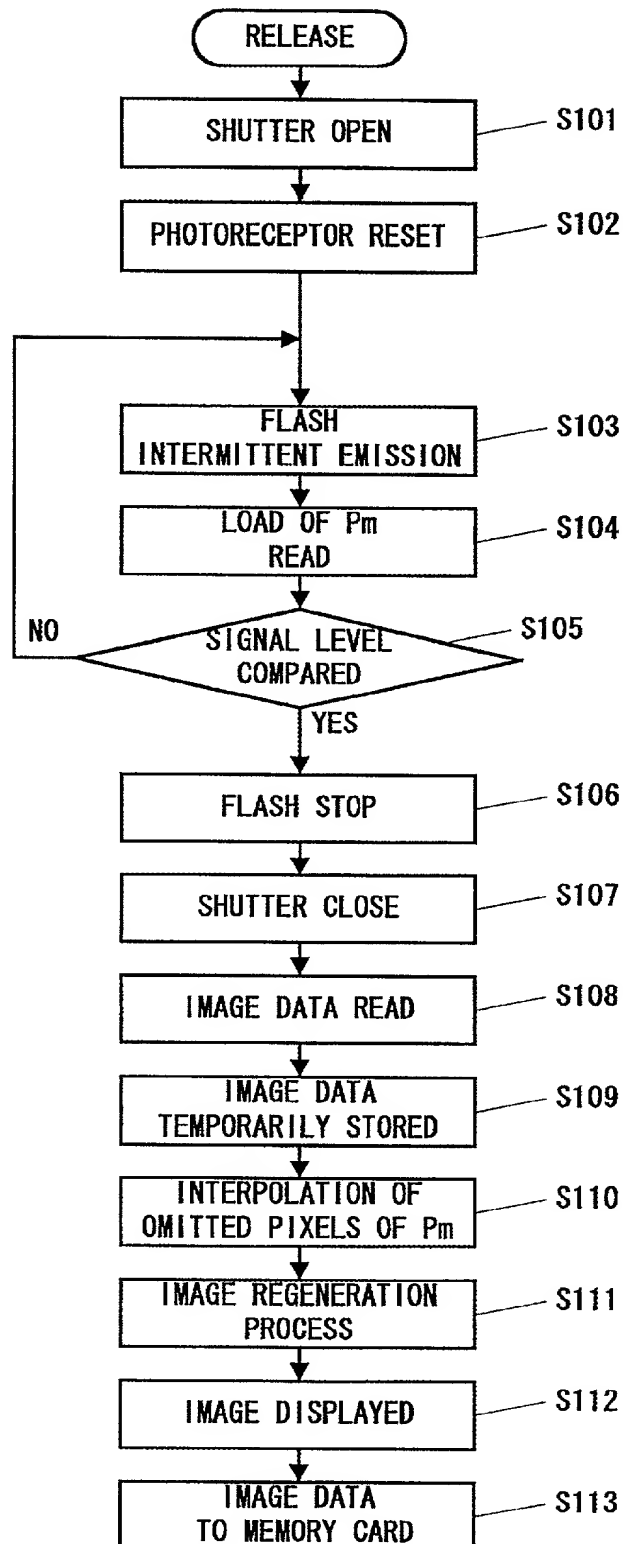 RELEASE
SHUTTER OPEN
S101
PHOTORECEPTOR RESET
S102
FLASH
INTERMITTENT EMISSION
S103
LOAD OF Pm
READ
S104
NO
SIGNAL LEVEL
COMPARED
S105
YES
FLASH STOP
S106
SHUTTER CLOSE
S107
IMAGE DATA READ
S108
IMAGE DATA
TEMPORARILY STORED
S109
INTERPOLATION OF
OMITTED PIXELS OF Pm
S110
IMAGE REGENERATION
PROCESS
S111
IMAGE DISPLAYED
S112
IMAGE DATA
TO MEMORY CARD
S113